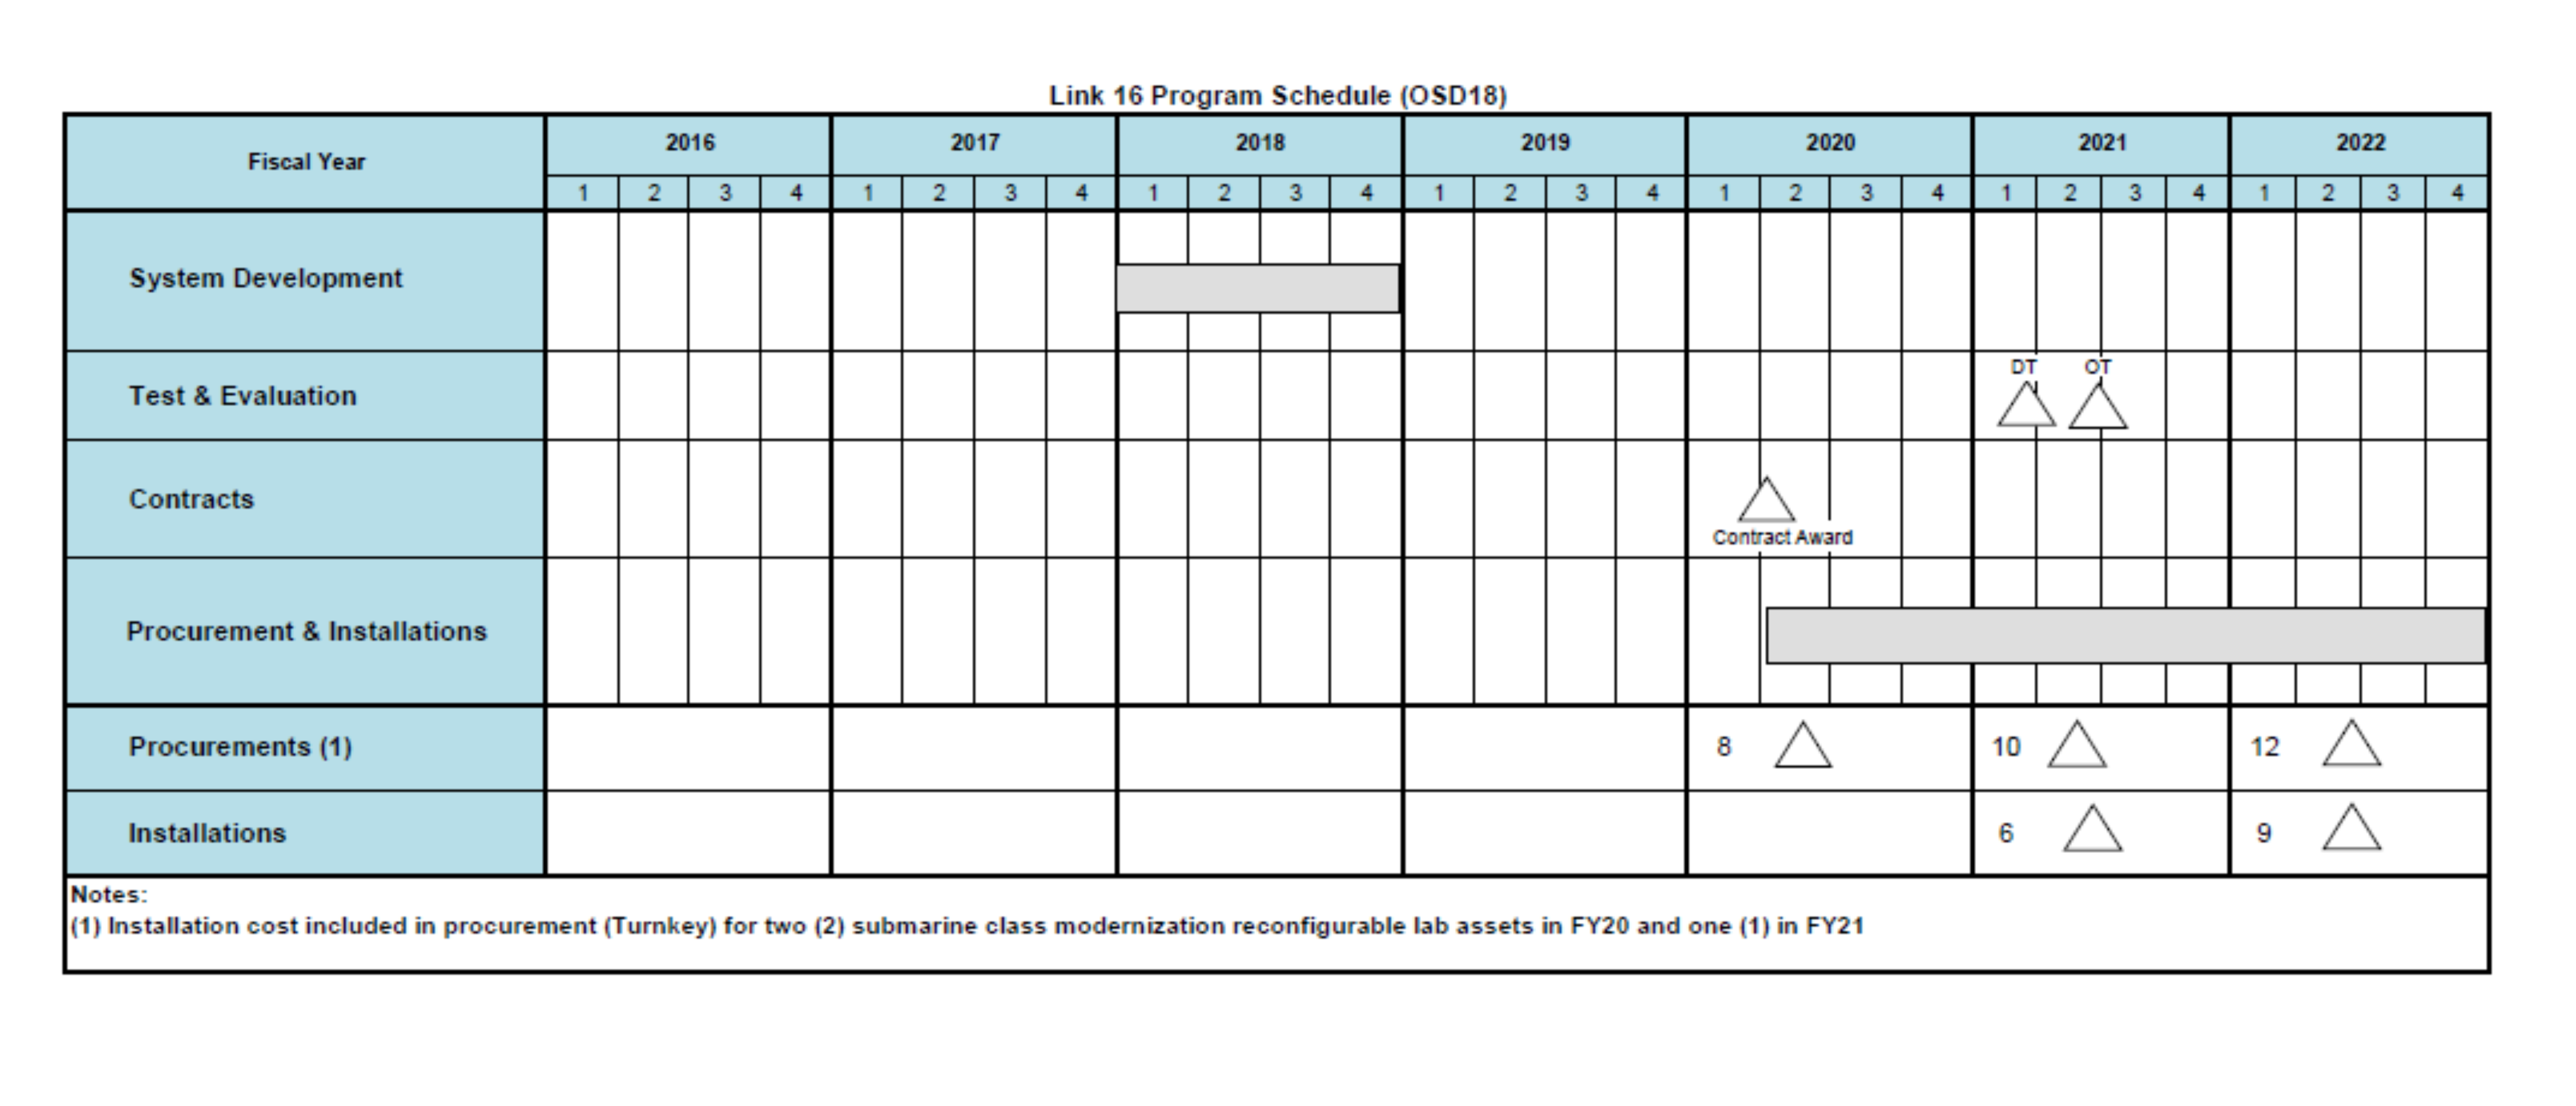 Link 16 Program Schedule (OSD18)
Fiscal Year 2016 2017 2018 2019 2020 2021 2022
1 2 3 4 1 2 3 4 1 2 3 4 1 2 3 4 1 2 3 4 1 2 3 4 1 2 3 4
System Development
DT OT
Test & Evaluation
Contracts
Contract Award
Procurement & Installations
Procurements (1) 8 10 12
Installations 6 9
Notes:
(1) Installation cost included in procurement (Turnkey) for two (2) submarine class modernization reconfigurable lab assets in FY20 and one (1) in FY21